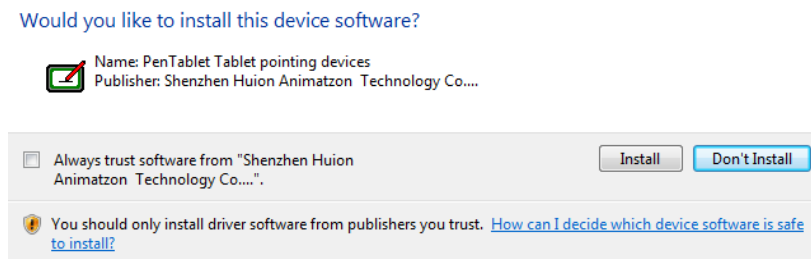 Would you like to install this device software?
Name: PenTablet Tablet pointing devices
Publisher: Shenzhen Huion Animatzon  Technology Co....
Always trust software from "Shenzhen Huion
Animatzon  Technology Co....".
Install
Don't Install
You should only install driver software from publishers you trust.  How can I decide which device software is safe
to install?